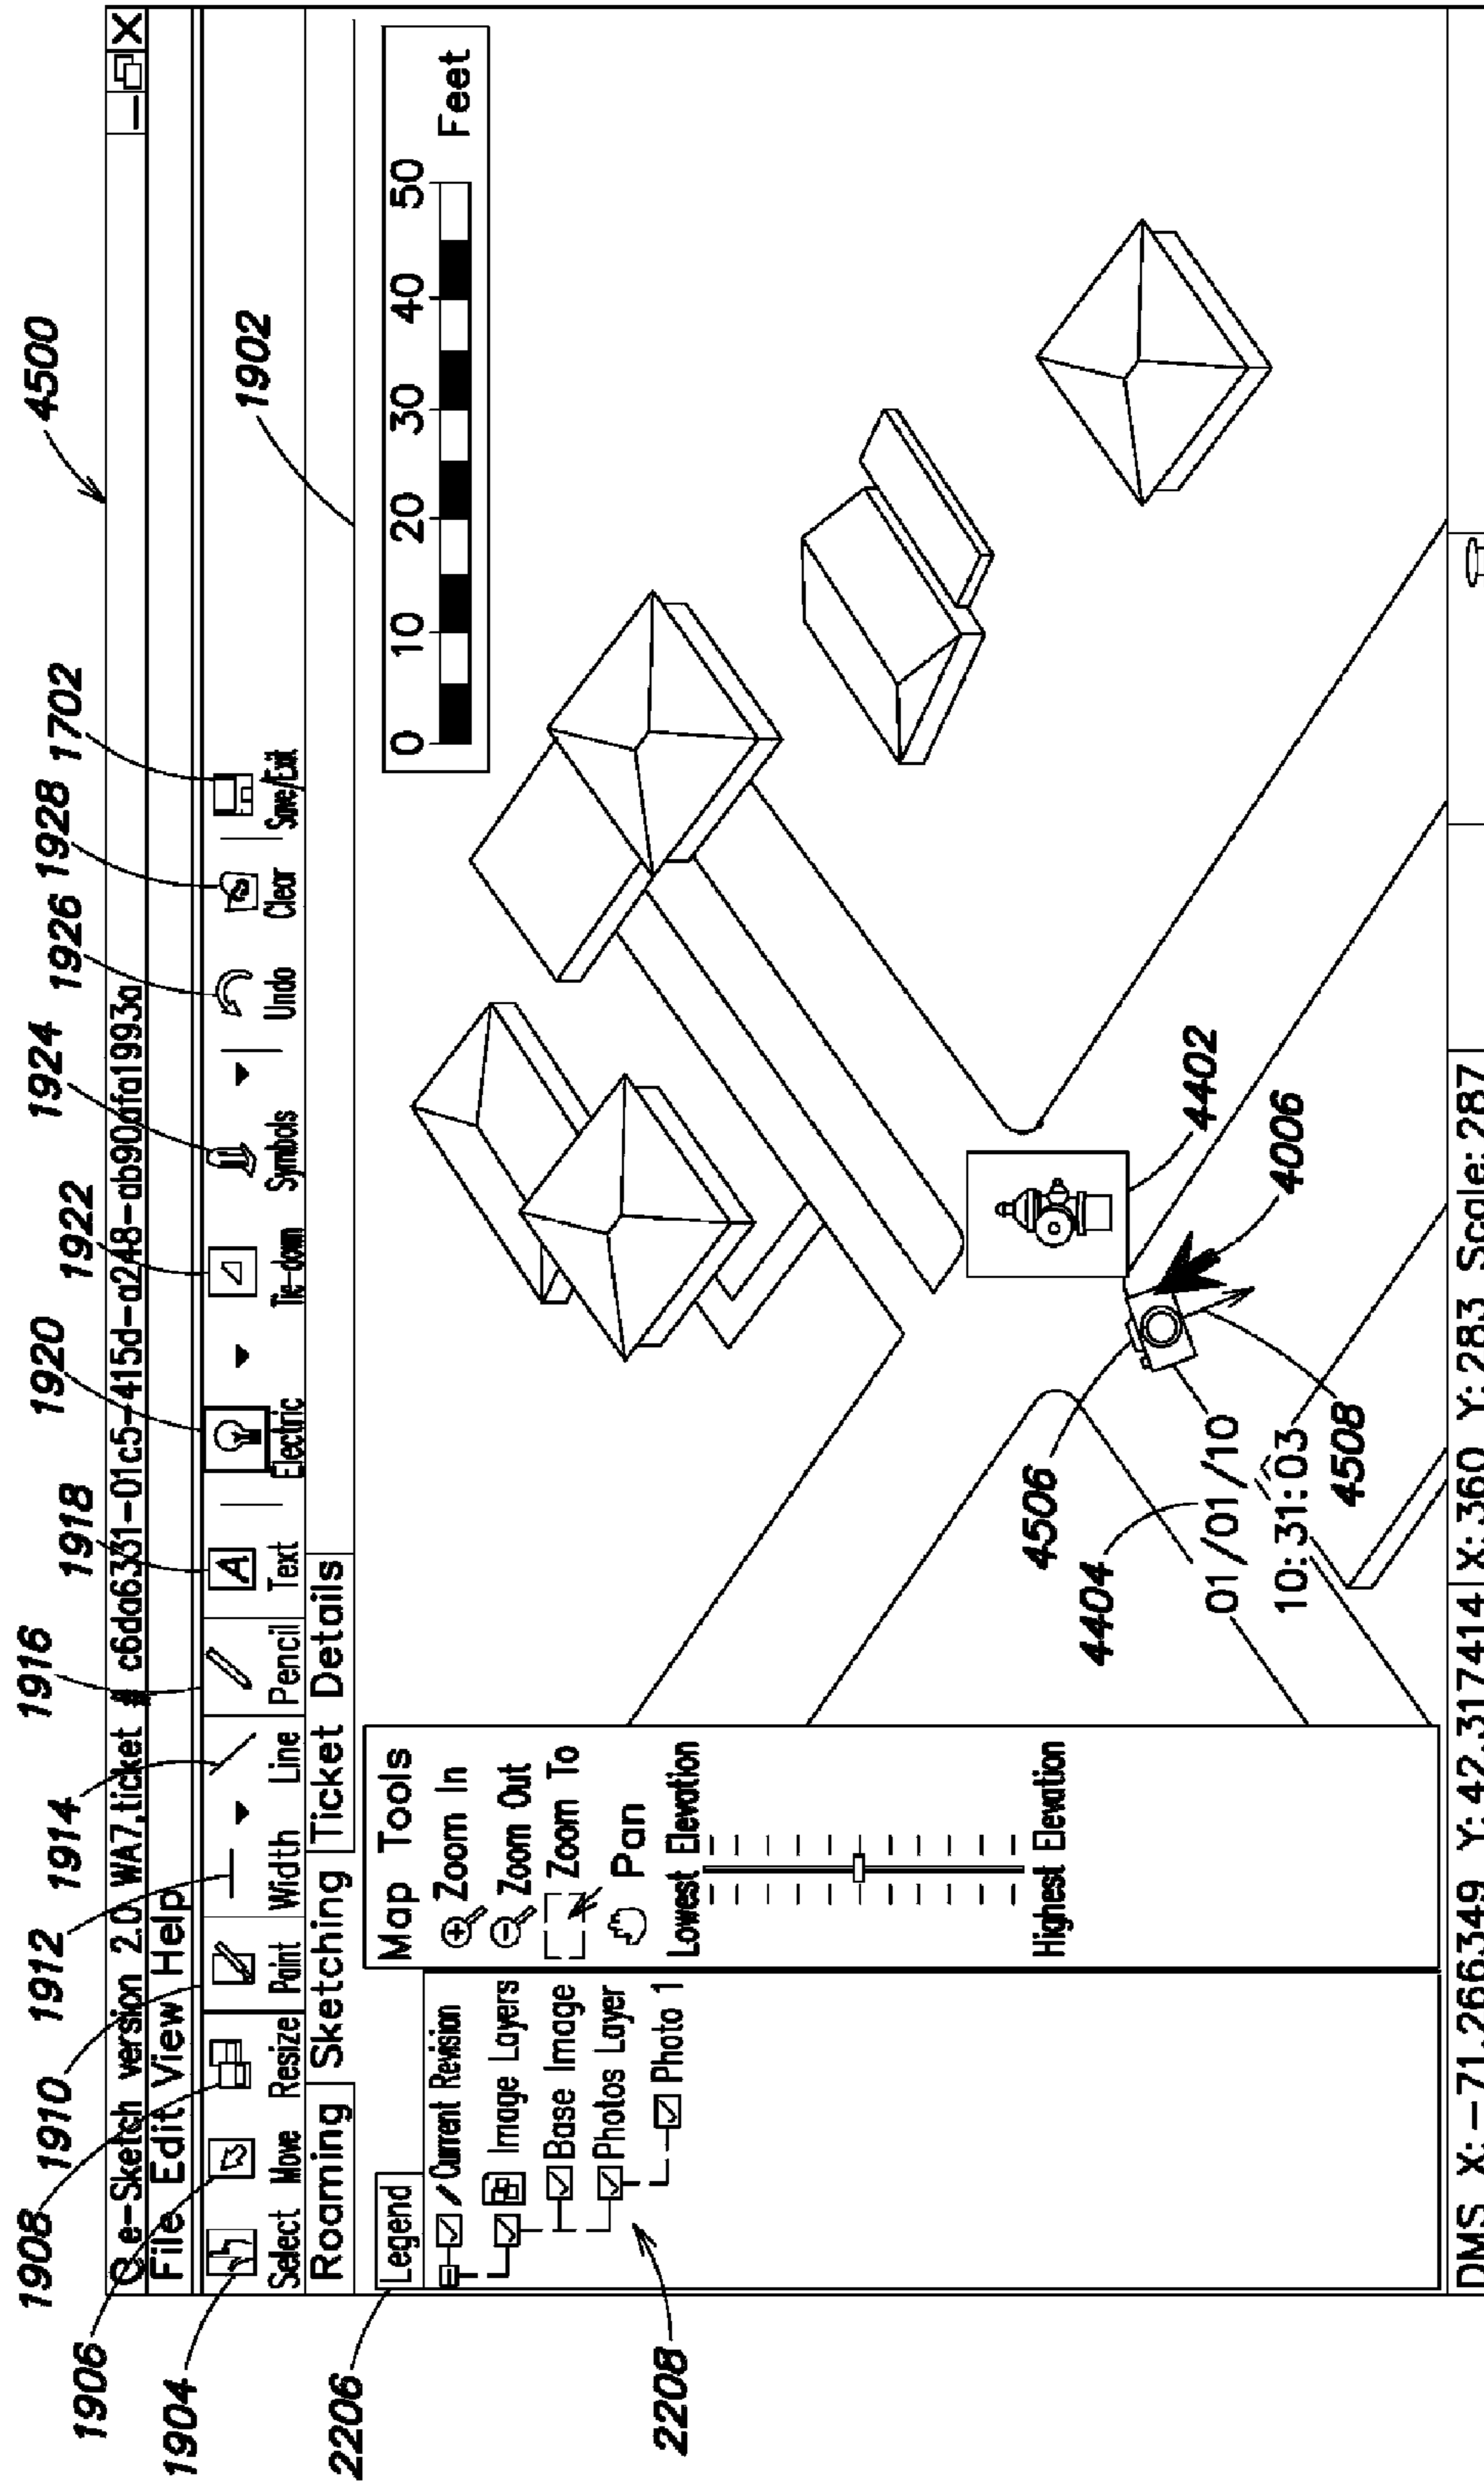 4500
1906 1908 1910 1912 1914 1916 1918 1920 1922 1924 1926 1928 1702
1904
1902
e-Sketch version 2.0 WA7,ticket # c6da6331-01c5-415d-a248-ab90afa1993a
File Edit View Help
Select Move Resize Paint Width Line Pencil Text Electric Tie-down Symbols Undo Clear Save/Exit
Roaming Sketching Ticket Details
2206
Legend
Current Revision
Image Layers
Base Image
Photos Layer
Photo 1
2208
Map Tools
Zoom In
Zoom Out
Zoom To
Pan
Lowest Elevation
Highest Elevation
0 10 20 30 40 50
Feet
4506
4404
01/01/10
10:31:03
4508
4402
4006
DMS X:-71.266349 Y:42.317414 X:360 Y:283 Scale:287